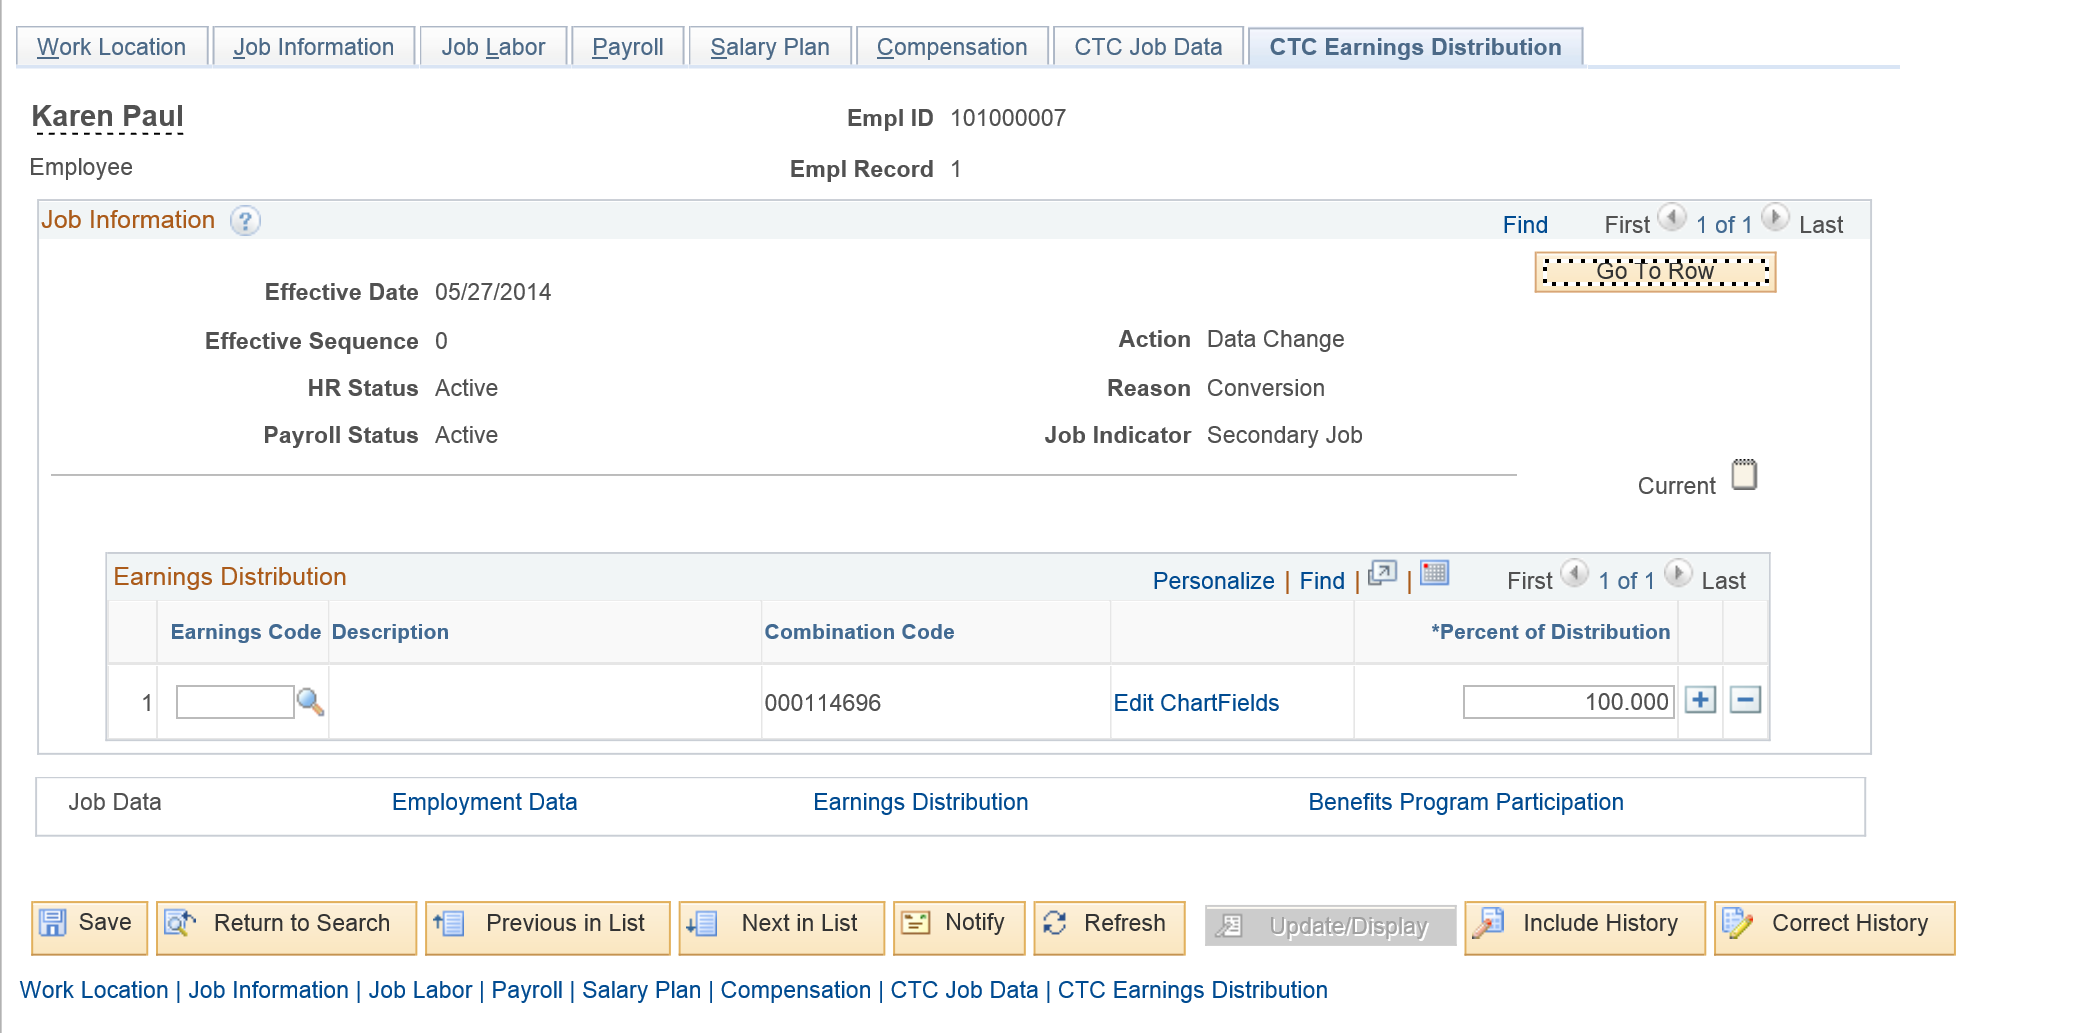 Work Location Job Information Job Labor Payroll Salary Plan Compensation CTC Job Data CTC Earnings Distribution
Karen Paul Empl ID 101000007
Employee Empl Record 1
Job Information ? Find First 1 of 1 Last
Go To Row
Effective Date 05/27/2014
Effective Sequence 0 Action Data Change
HR Status Active Reason Conversion
Payroll Status Active Job Indicator Secondary Job
Current
Earnings Distribution Personalize | Find | | First 1 of 1 Last
Earnings Code Description Combination Code *Percent of Distribution
1 000114696 Edit ChartFields 100.000
Job Data Employment Data Earnings Distribution Benefits Program Participation
Save Return to Search Previous in List Next in List Notify Refresh Update/Display Include History Correct History
Work Location | Job Information | Job Labor | Payroll | Salary Plan | Compensation | CTC Job Data | CTC Earnings Distribution